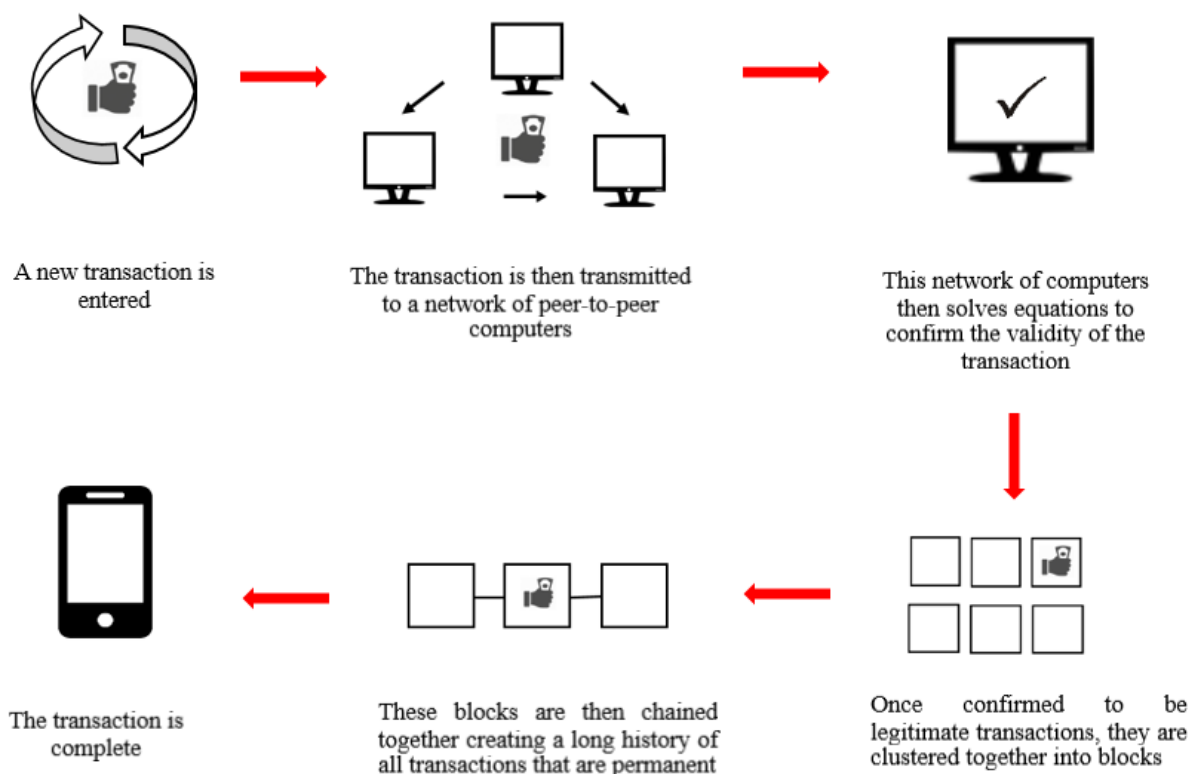 A new transaction is
entered
The transaction is then transmitted
to a network of peer-to-peer
computers
This network of computers
then solves equations to
confirm the validity of the
transaction
Once confirmed to be
legitimate transactions, they are
clustered together into blocks
These blocks are then chained
together creating a long history of
all transactions that are permanent
The transaction is
complete